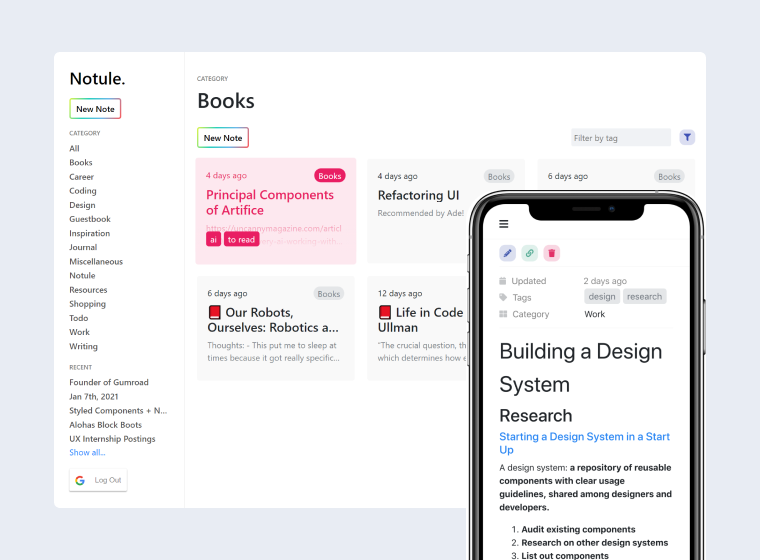 Notule.
New Note
CATEGORY
All
Books
Career
Coding
Design
Guestbook
Inspiration
Journal
Miscellaneous
Notule
Resources
Shopping
Todo
Work
Writing
RECENT
Founder of Gumroad
Jan 7th, 2021
Styled Components + N...
Alohas Block Boots
UX Internship Postings
Show all...
Log Out
CATEGORY
Books
New Note
Filter by tag
4 days ago
Books
Principal Components
of Artifice
https://uncannymagazine.com/articl
ai
to read
4 days ago
Books
Refactoring UI
Recommended by Ade!
6 days ago
Books
6 days ago
Books
📕 Our Robots,
Ourselves: Robotics a...
Thoughts: - This put me to sleep at
times because it got really specific...
12 days ago
📕 Life in Code
Ullman
"The crucial question, th
which determines how
Updated
2 days ago
Tags
design
research
Category
Work
Building a Design
System
Research
Starting a Design System in a Start
Up
A design system: a repository of reusable
components with clear usage
guidelines, shared among designers and
developers.
1. Audit existing components
2. Research on other design systems
3. List out components